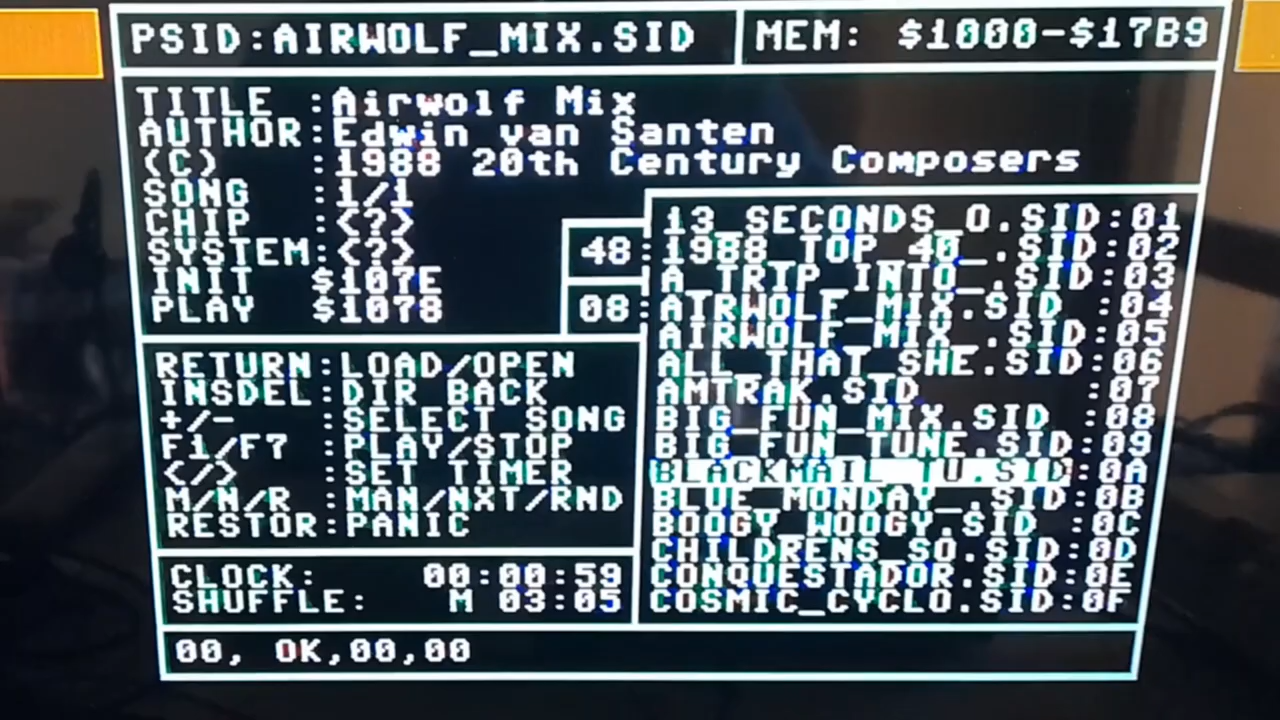 PSID:AIRWOLF_MIX.SID
MEM: $1000-$17B9
TITLE :Airwolf Mix
AUTHOR:Edwin van Santen
(C) :1988 20th Century Composers
SONG :1/1
CHIP :<?>
SYSTEM:<?>
INIT $107E
PLAY $1078
48:
08:
13_SECONDS_O.SID:01
1988_TOP_40_.SID:02
A_TRIP_INTO_.SID:03
AIRWOLF_MIX.SID :04
AIRWOLF_MIX_.SID:05
ALL_THAT_SHE.SID:06
AMTRAK.SID :07
BIG_FUN_MIX.SID :08
BIG_FUN_TUNE.SID:09
BLACKMAIL_TU.SID:0A
BLUE_MONDAY_.SID:0B
BOOGY_WOOGY.SID :0C
CHILDRENS_SO.SID:0D
CONQUESTADOR.SID:0E
COSMIC_CYCLO.SID:0F
RETURN:LOAD/OPEN
INSDEL:DIR BACK
+/- :SELECT SONG
F1/F7 :PLAY/STOP
</> :SET TIMER
M/N/R :MAN/NXT/RND
RESTOR:PANIC
CLOCK: 00:00:59
SHUFFLE: M 03:05
00, OK,00,00